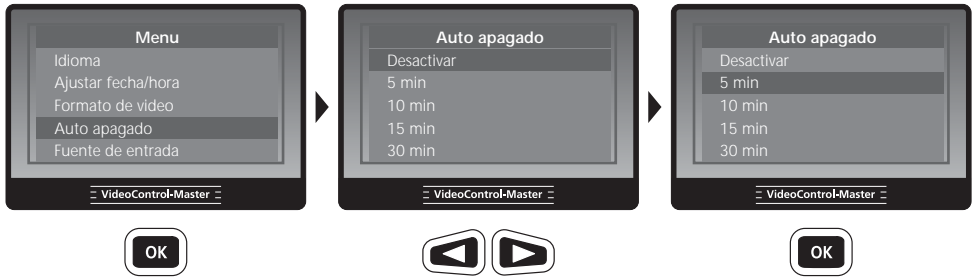 Menu
Idioma
Ajustar fecha/hora
Formato de video
Auto apagado
Fuente de entrada
VideoControl-Master
OK
Auto apagado
Desactivar
5 min
10 min
15 min
30 min
VideoControl-Master
Auto apagado
Desactivar
5 min
10 min
15 min
30 min
VideoControl-Master
OK